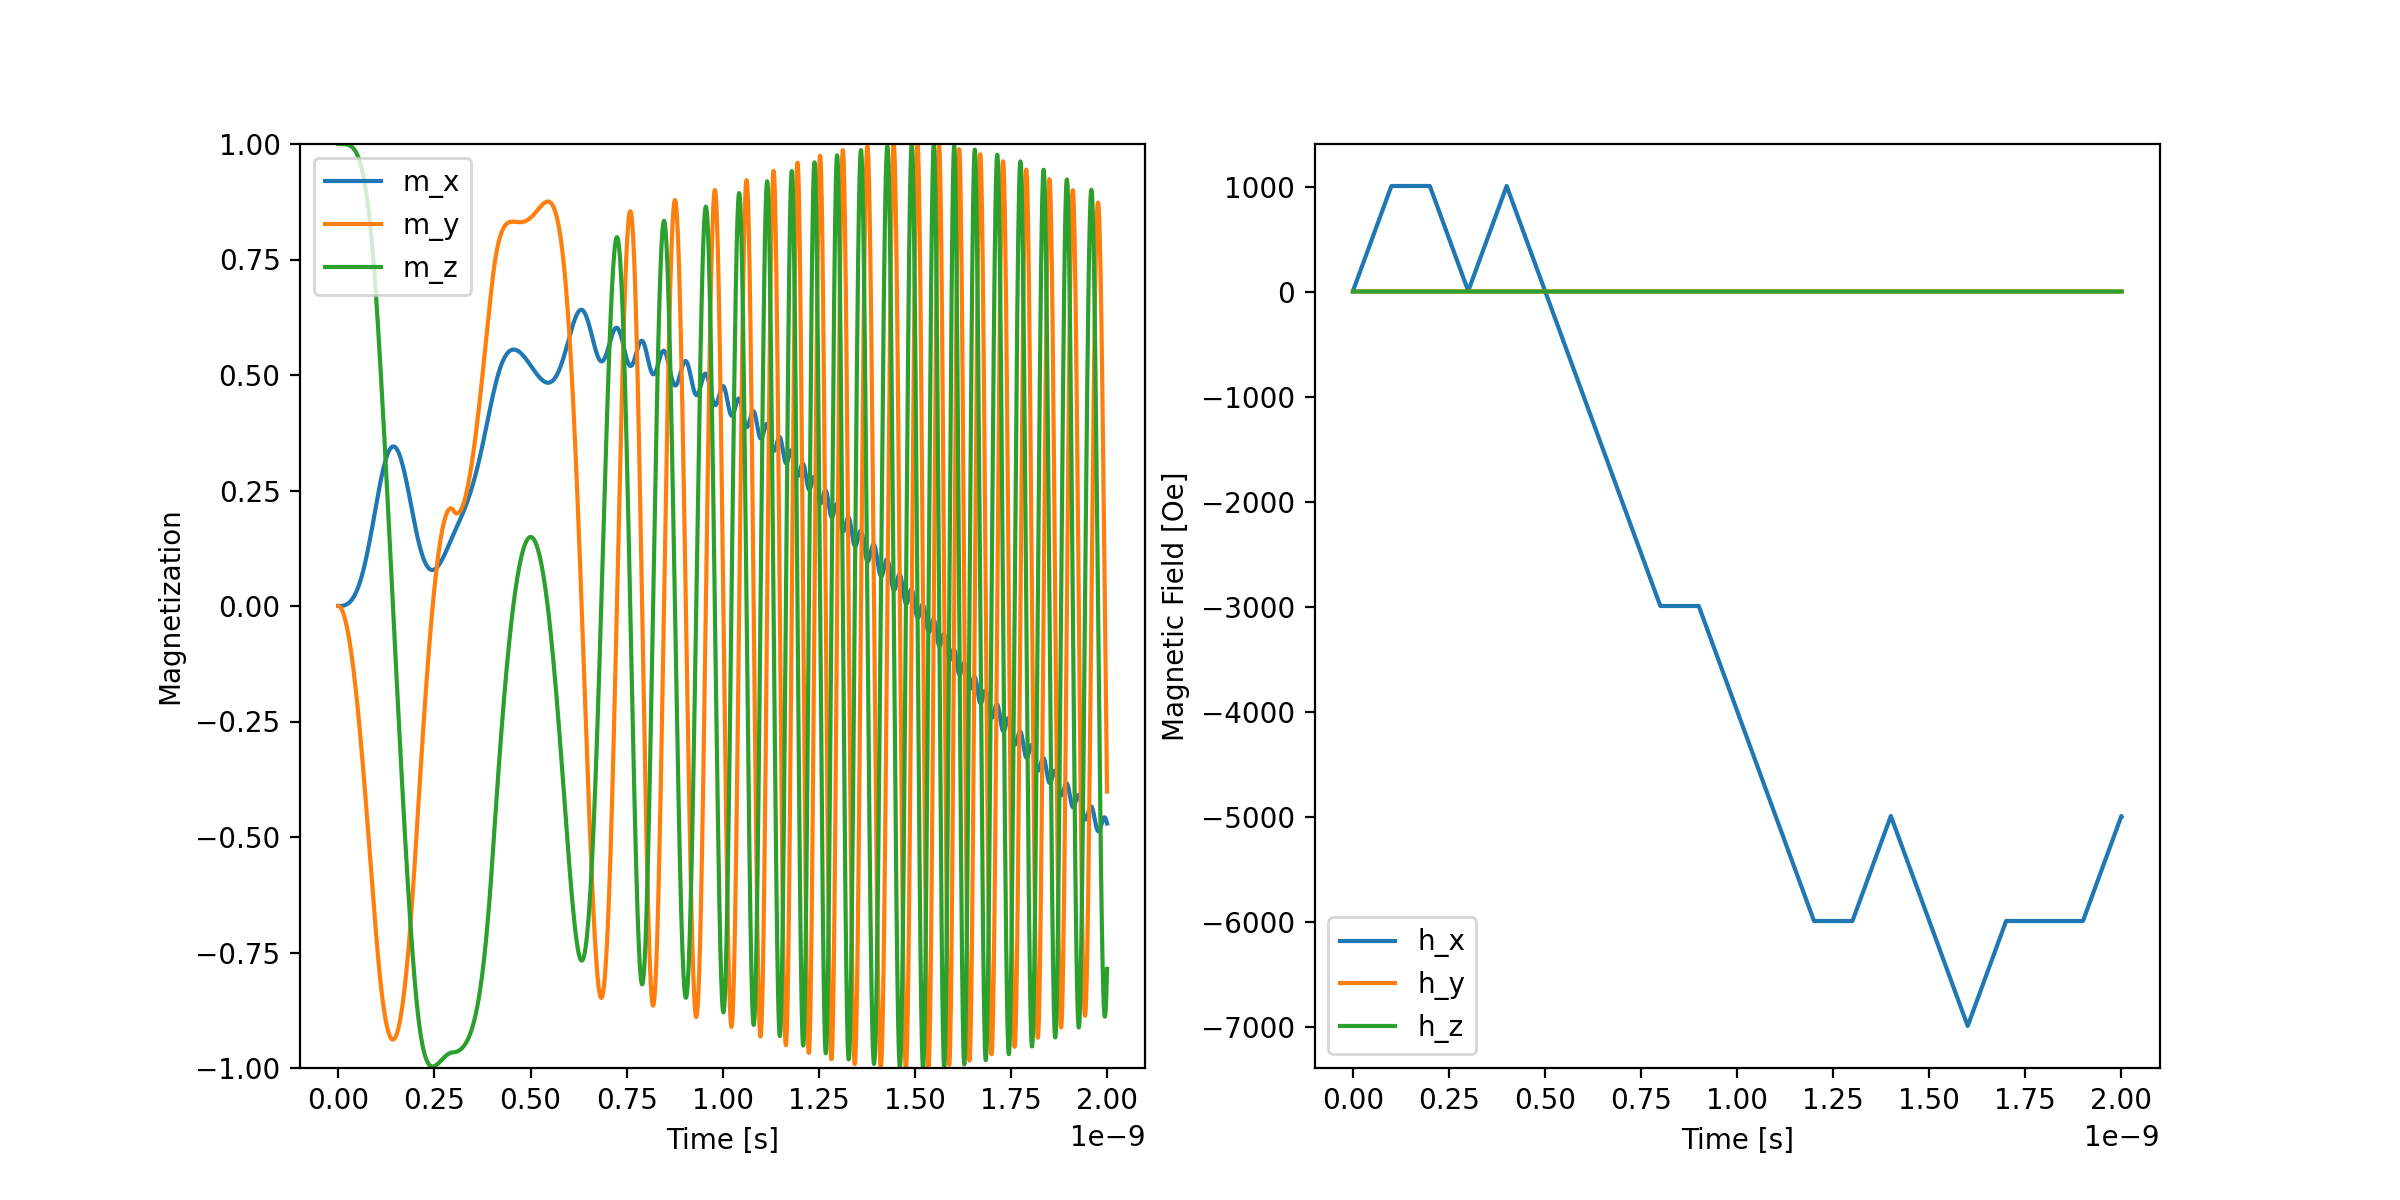 Magnetization
1.00
0.75
0.50
0.25
0.00
−0.25
−0.50
−0.75
−1.00
m_x
m_y
m_z
0.00 0.25 0.50 0.75 1.00 1.25 1.50 1.75 2.00
Time [s]
1e−9
Magnetic Field [Oe]
1000
0
−1000
−2000
−3000
−4000
−5000
−6000
−7000
h_x
h_y
h_z
0.00 0.25 0.50 0.75 1.00 1.25 1.50 1.75 2.00
Time [s]
1e−9